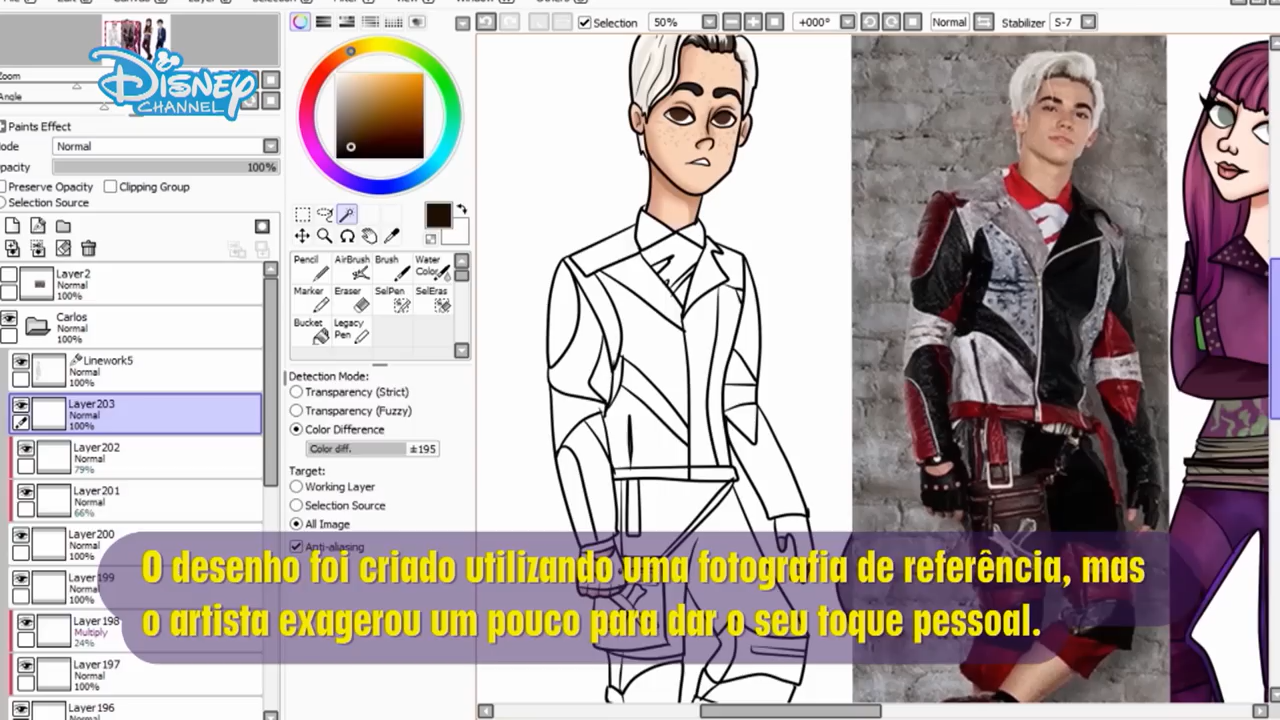 Selection
50%
+000°
Normal
Stabilizer
S-7
Zoom
Angle
DISNEY
CHANNEL
Paints Effect
Normal
100%
Preserve Opacity
Clipping Group
Selection Source
Layer2
Normal
100%
Carlos
Normal
100%
Linework5
Normal
100%
Layer203
Normal
100%
Layer202
Normal
79%
Layer201
Normal
66%
Layer200
Normal
100%
Layer199
Normal
100%
Layer198
Multiply
24%
Layer197
Normal
100%
Layer196
Normal
Pencil
AirBrush
Brush
Water
Color
Marker
Eraser
SelPen
SelEras
Bucket
Legacy
Pen
Detection Mode:
Transparency (Strict)
Transparency (Fuzzy)
Color Difference
Color diff.
±195
Target:
Working Layer
Selection Source
All Image
Anti-aliasing
O desenho foi criado utilizando uma fotografia de referência, mas
o artista exagerou um pouco para dar o seu toque pessoal.